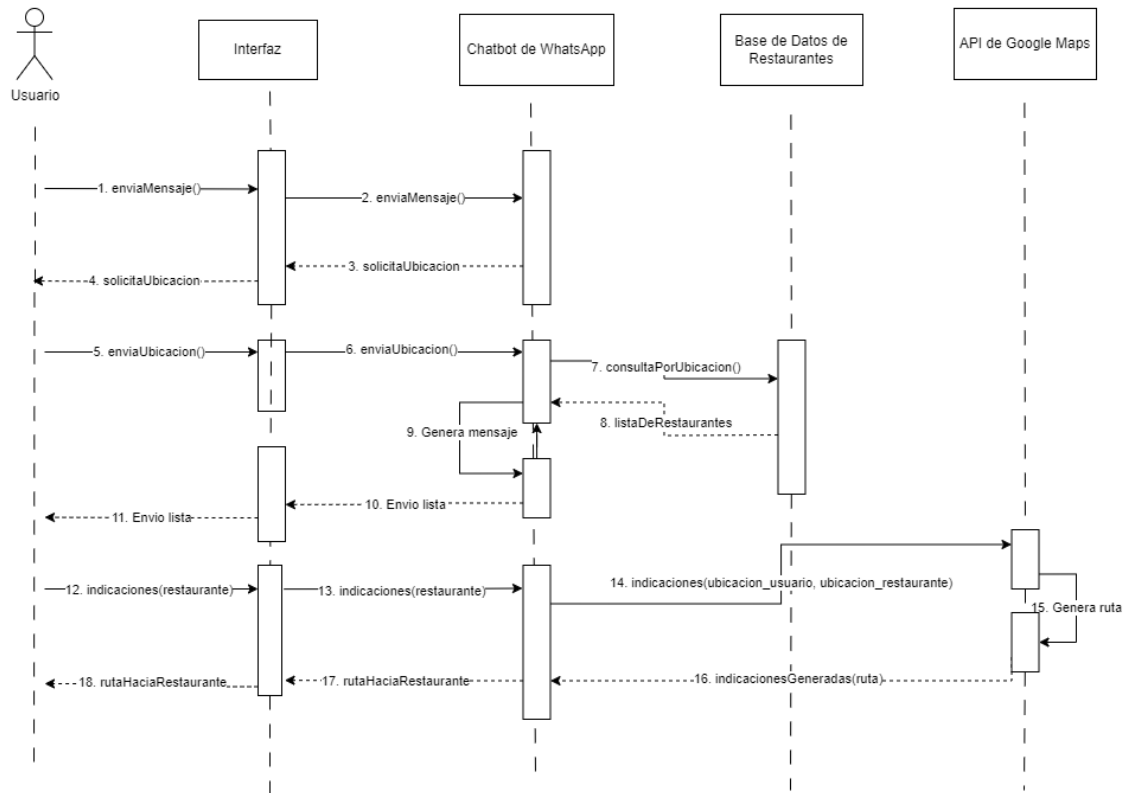 Usuario
Interfaz
Chatbot de WhatsApp
Base de Datos de
Restaurantes
API de Google Maps
1. enviaMensaje()
2. enviaMensaje()
3. solicitaUbicacion
4. solicitaUbicacion
5. enviaUbicacion()
6. enviaUbicacion()
7. consultaPorUbicacion()
8. listaDeRestaurantes
9. Genera mensaje
10. Envio lista
11. Envio lista
12. indicaciones(restaurante)
13. indicaciones(restaurante)
14. indicaciones(ubicacion_usuario, ubicacion_restaurante)
15. Genera ruta
16. indicacionesGeneradas(ruta)
17. rutaHaciaRestaurante
18. rutaHaciaRestaurante